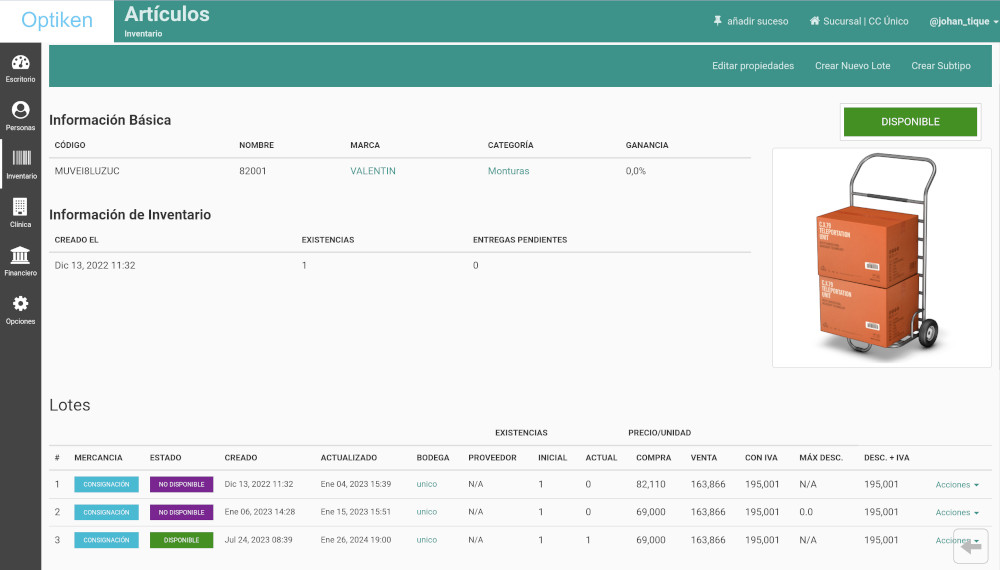 Optiken
Artículos
Inventario
añadir suceso
Sucursal | CC Único
@johan_tique
Escritorio
Personas
Inventario
Clínica
Financiero
Opciones
Editar propiedades Crear Nuevo Lote Crear Subtipo
Información Básica
DISPONIBLE
CÓDIGO NOMBRE MARCA CATEGORÍA GANANCIA
MUVEI8LUZUC 82001 VALENTIN Monturas 0,0%
Información de Inventario
CREADO EL EXISTENCIAS ENTREGAS PENDIENTES
Dic 13, 2022 11:32 1 0
TELEPORTATION
UNIT
TELEPORTATION
UNIT
Lotes
EXISTENCIAS PRECIO/UNIDAD
# MERCANCIA ESTADO CREADO ACTUALIZADO BODEGA PROVEEDOR INICIAL ACTUAL COMPRA VENTA CON IVA MÁX DESC. DESC. + IVA
1 CONSIGNACIÓN NO DISPONIBLE Dic 13, 2022 11:32 Ene 04, 2023 15:39 unico N/A 1 0 82,110 163,866 195,001 N/A 195,001 Acciones
2 CONSIGNACIÓN NO DISPONIBLE Ene 06, 2023 14:28 Ene 15, 2023 15:51 unico N/A 1 0 69,000 163,866 195,001 0.0 195,001 Acciones
3 CONSIGNACIÓN DISPONIBLE Jul 24, 2023 08:39 Ene 26, 2024 19:00 unico N/A 1 1 69,000 163,866 195,001 N/A 195,001